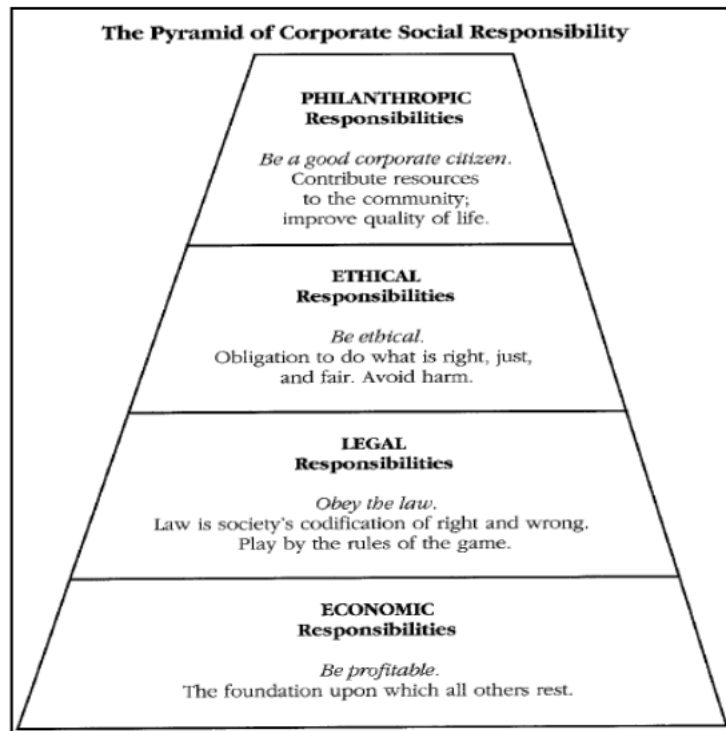 The Pyramid of Corporate Social Responsibility
PHILANTHROPIC
Responsibilities
Be a good corporate citizen.
Contribute resources
to the community;
improve quality of life.
ETHICAL
Responsibilities
Be ethical.
Obligation to do what is right, just,
and fair. Avoid harm.
LEGAL
Responsibilities
Obey the law.
Law is society's codification of right and wrong.
Play by the rules of the game.
ECONOMIC
Responsibilities
Be profitable.
The foundation upon which all others rest.